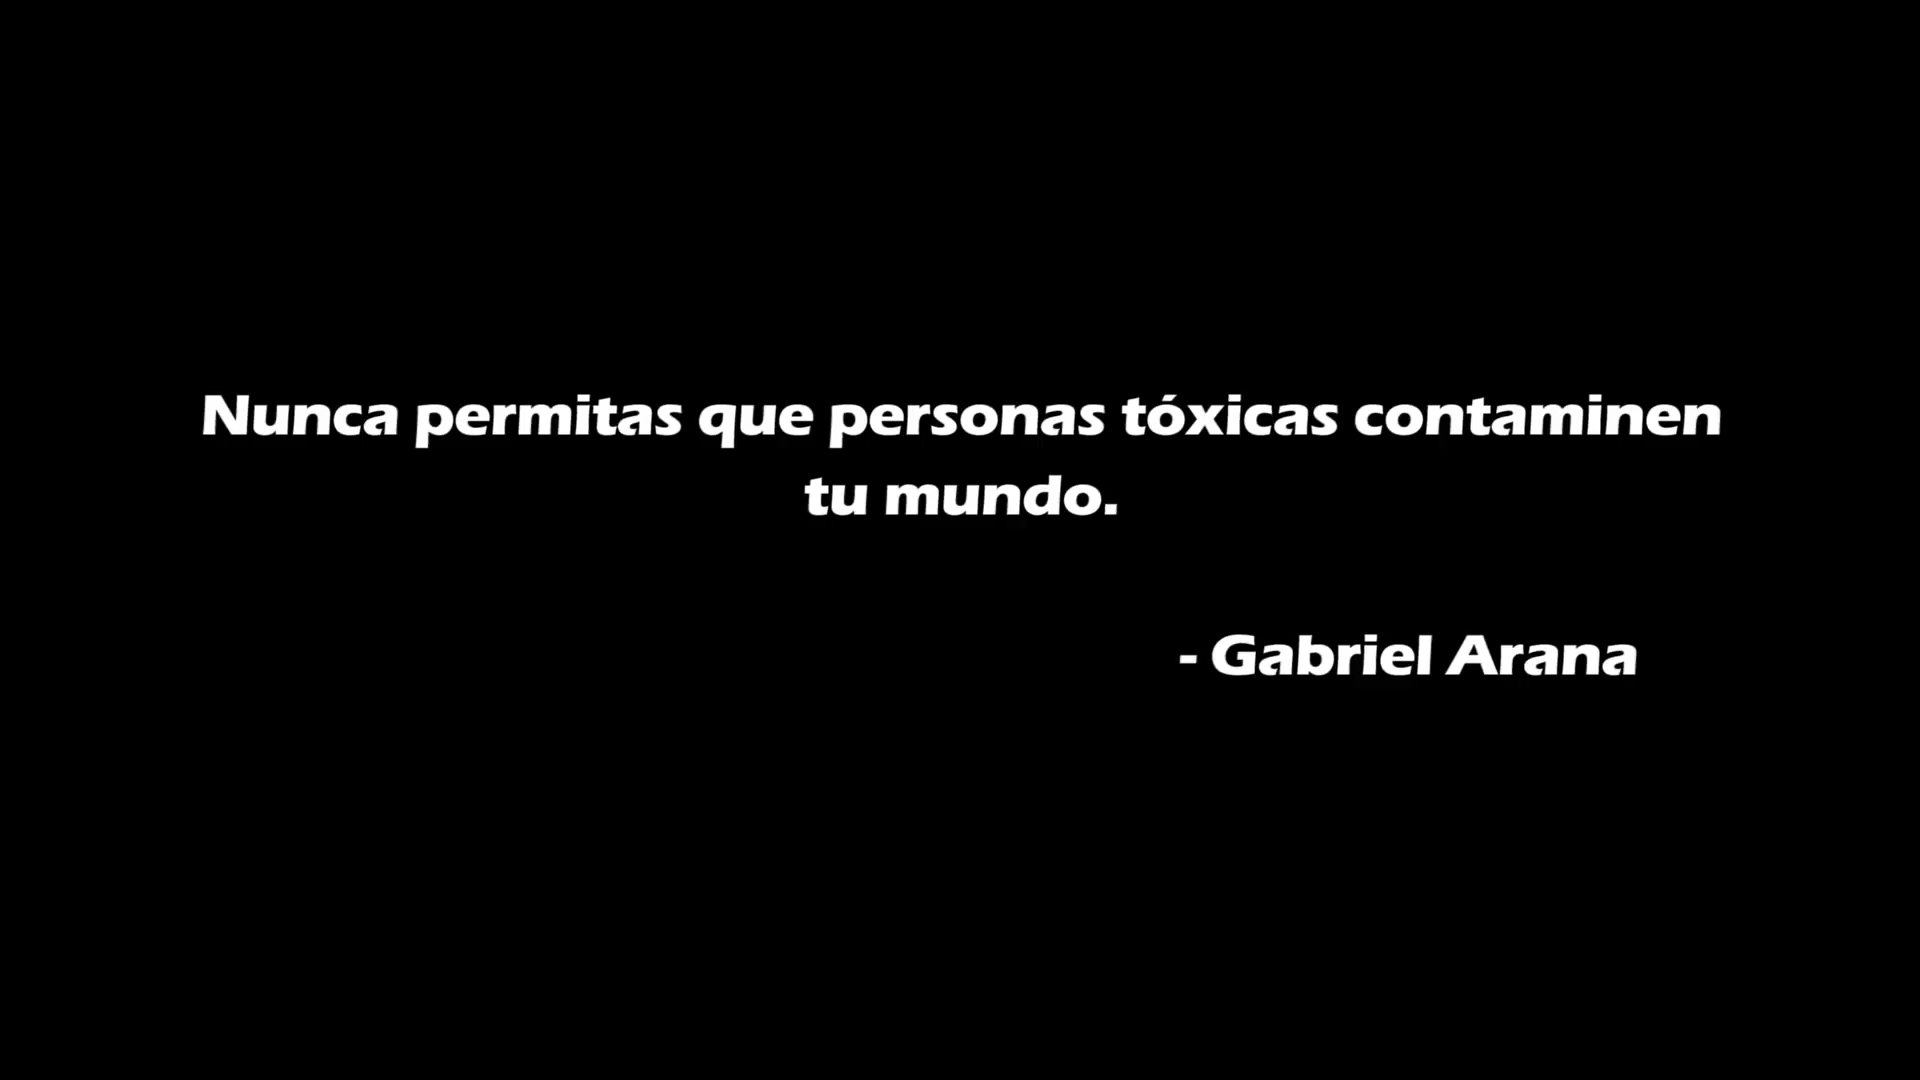 Nunca permitas que personas tóxicas contaminen
tu mundo.
- Gabriel Arana